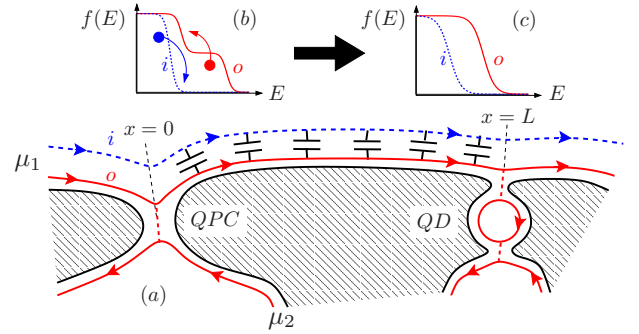 f(E) (b) i o E
(c) f(E) i o E
x = 0 x = L
i
μ1 o
QPC QD
(a)
μ2